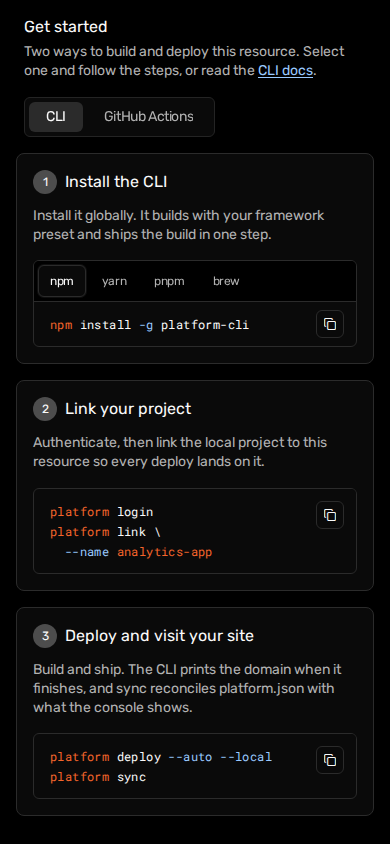 Get started
Two ways to build and deploy this resource. Select
one and follow the steps, or read the CLI docs.
CLI
GitHub Actions
1 Install the CLI
Install it globally. It builds with your framework
preset and ships the build in one step.
npm yarn pnpm brew
npm install -g platform-cli
2 Link your project
Authenticate, then link the local project to this
resource so every deploy lands on it.
platform login
platform link \
--name analytics-app
3 Deploy and visit your site
Build and ship. The CLI prints the domain when it
finishes, and sync reconciles platform.json with
what the console shows.
platform deploy --auto --local
platform sync